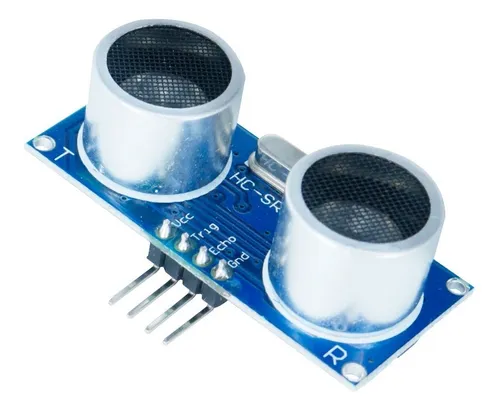 T
HC-SR
Vcc
Trig
Echo
Gnd
R